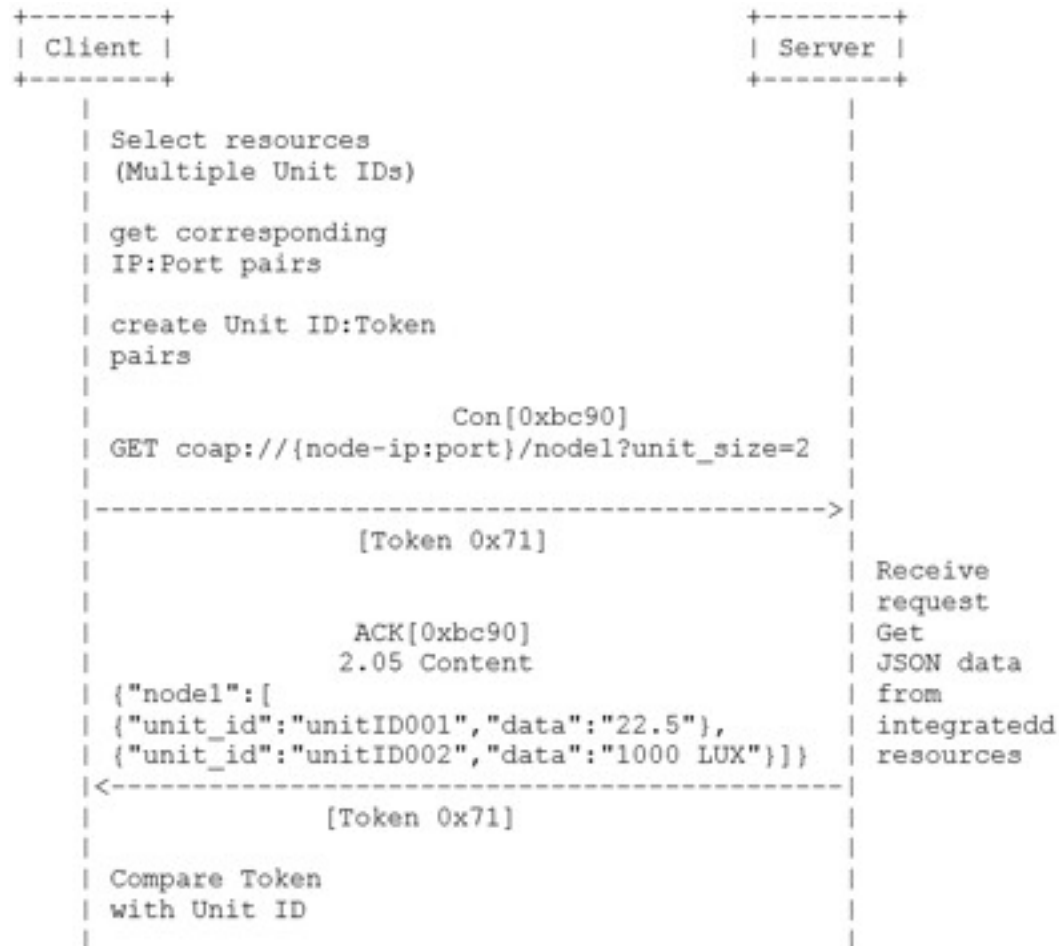 +--------+ +--------+
| Client | | Server |
+---------+ +--------+
| |
| Select resources |
| (Multiple Unit IDs) |
| |
| get corresponding |
| IP:Port pairs |
| |
| create Unit ID:Token |
| pairs |
| |
| Con[0xbc90] |
| GET coap://{node-ip:port}/node1?unit_size=2 |
| |
|--------------------------------------------->|
| [Token 0x71] |
| | Receive
| | request
| ACK[0xbc90] | Get
| 2.05 Content | JSON data
| {"node1":[ | from
| {"unit_id":"unitID001","data":"22.5"}, | integratedd
| {"unit_id":"unitID002","data":"1000 LUX"}]} | resources
|<----------------------------------------------|
| [Token 0x71] |
| |
| Compare Token |
| with Unit ID |
| |